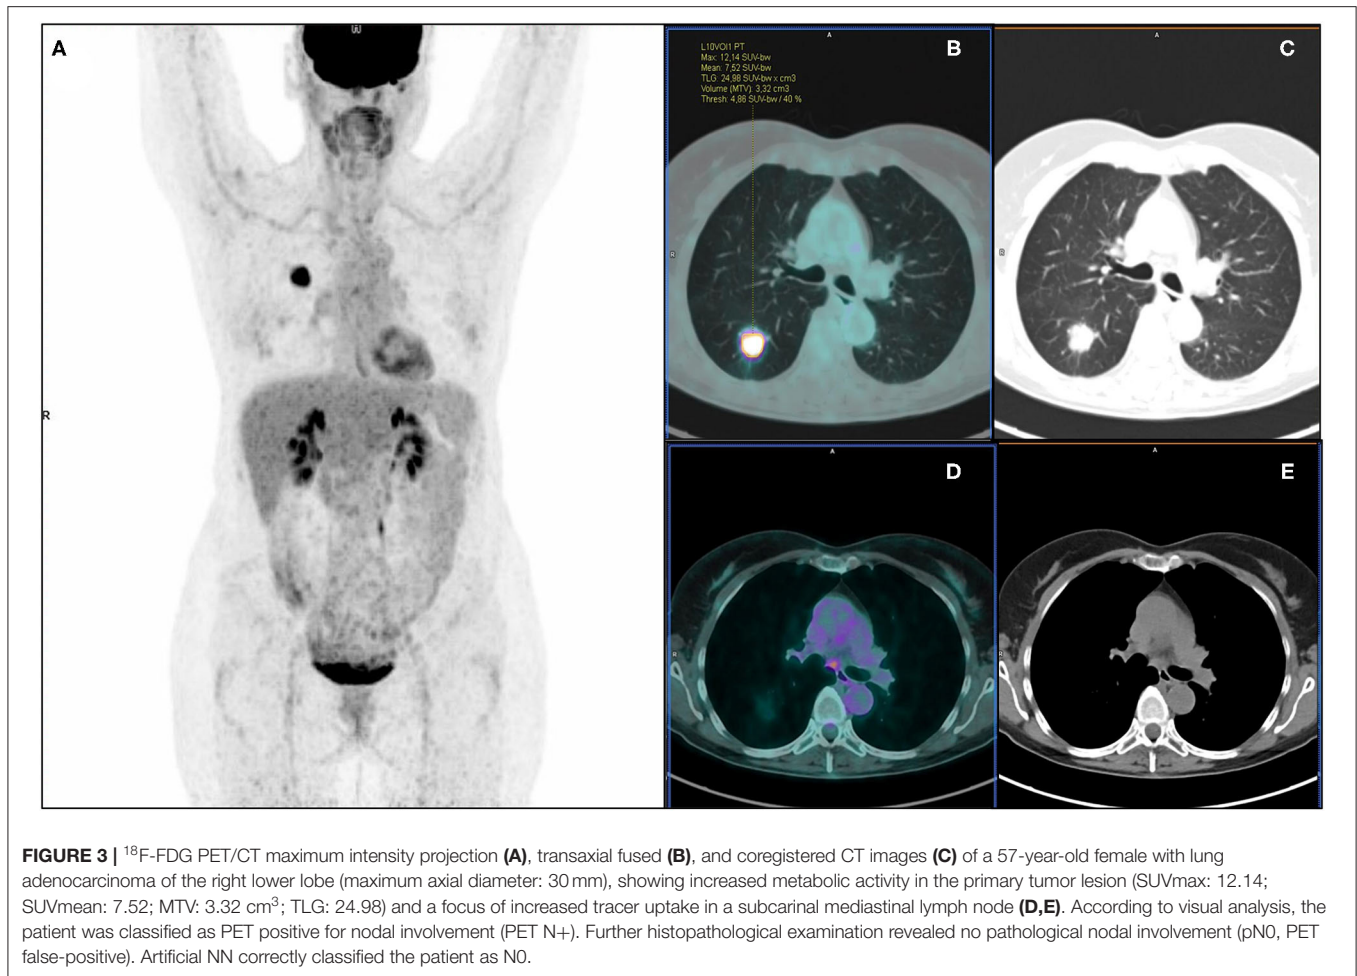 A
B
L10VOI1 PT
Max: 12,14 SUV-bw
Mean: 7,52 SUV-bw
TLG: 24,98 SUV-bw x cm3
Volume (MTV): 3,32 cm3
Thresh: 4,86 SUV-bw / 40 %
A
R
C
A
R
H
R
D
A
R
E
A
R
FIGURE 3 | 18F-FDG PET/CT maximum intensity projection (A), transaxial fused (B), and coregistered CT images (C) of a 57-year-old female with lung
adenocarcinoma of the right lower lobe (maximum axial diameter: 30 mm), showing increased metabolic activity in the primary tumor lesion (SUVmax: 12.14;
SUVmean: 7.52; MTV: 3.32 cm3; TLG: 24.98) and a focus of increased tracer uptake in a subcarinal mediastinal lymph node (D,E). According to visual analysis, the
patient was classified as PET positive for nodal involvement (PET N+). Further histopathological examination revealed no pathological nodal involvement (pN0, PET
false-positive). Artificial NN correctly classified the patient as N0.